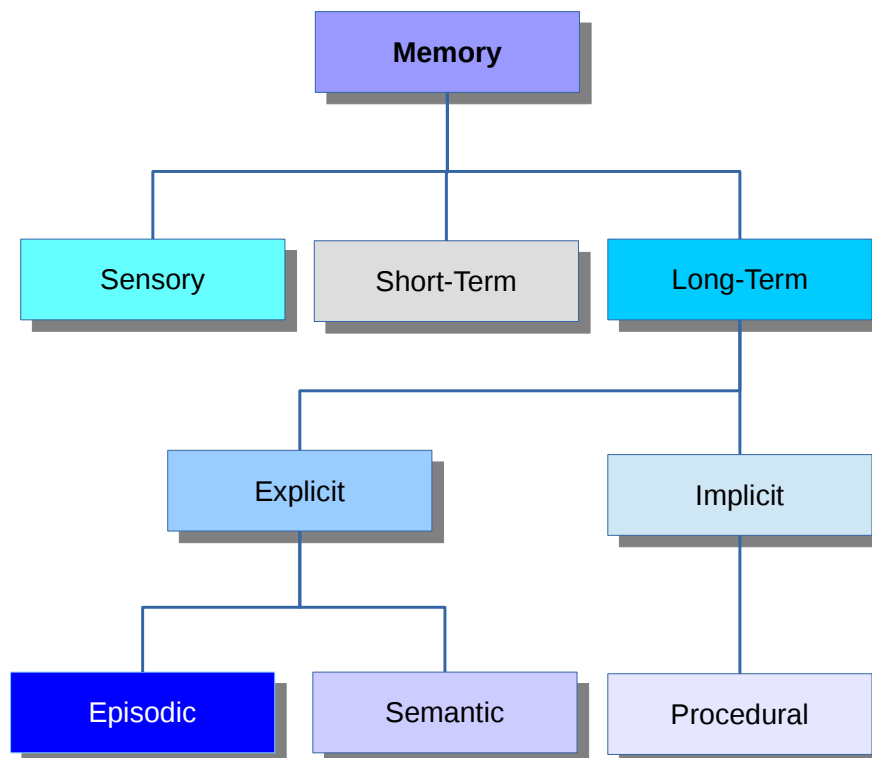 Memory
Sensory
Short-Term
Long-Term
Explicit
Implicit
Episodic
Semantic
Procedural